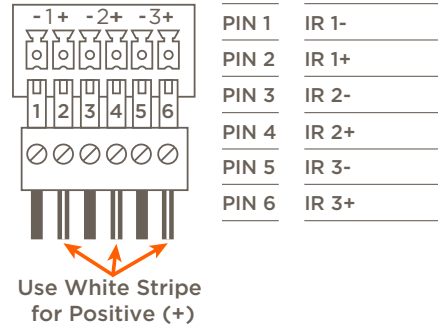 -1+ -2+ -3+
1 2 3 4 5 6
Use White Stripe
for Positive (+)
PIN 1 IR 1-
PIN 2 IR 1+
PIN 3 IR 2-
PIN 4 IR 2+
PIN 5 IR 3-
PIN 6 IR 3+